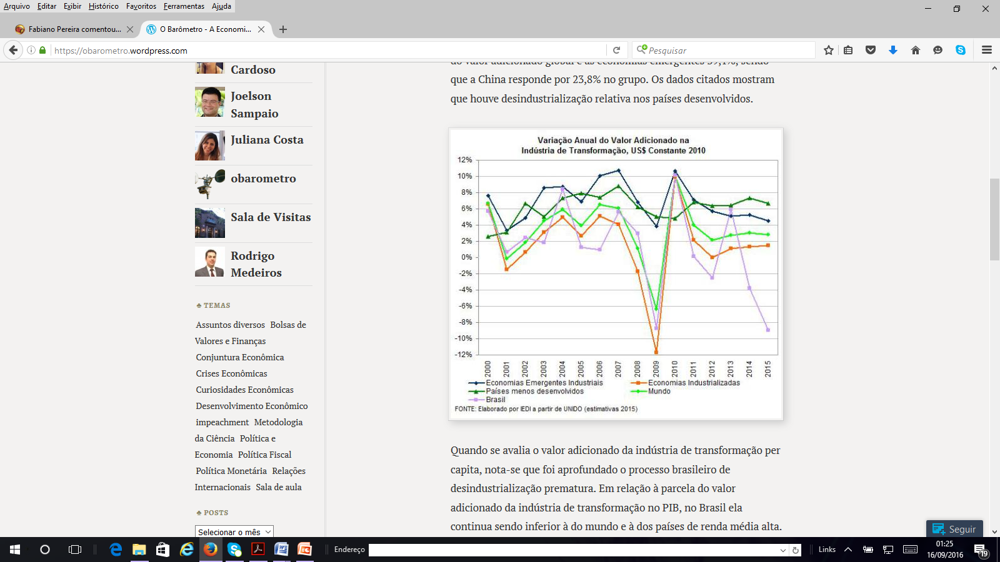 Arquivo Editar Exibir Histórico Favoritos Ferramentas Ajuda
Fabiano Pereira comentou...
O Barômetro - A Economi...
https://obarometro.wordpress.com
Pesquisar
Cardoso
Joelson
Sampaio
Juliana Costa
obarometro
Sala de Visitas
Rodrigo
Medeiros
TEMAS
Assuntos diversos Bolsas de
Valores e Finanças
Conjuntura Econômica
Crises Econômicas
Curiosidades Econômicas
Desenvolvimento Econômico
impeachment Metodologia
da Ciência Política e
Economia Política Fiscal
Política Monetária Relações
Internacionais Sala de aula
POSTS
Selecionar o mês
do valor adicionado global e as economias emergentes 39,1%, sendo
que a China responde por 23,8% no grupo. Os dados citados mostram
que houve desindustrialização relativa nos países desenvolvidos.
Variação Anual do Valor Adicionado na
Indústria de Transformação, US$ Constante 2010
12%
10%
8%
6%
4%
2%
0%
-2%
-4%
-6%
-8%
-10%
-12%
2000 2001 2002 2003 2004 2005 2006 2007 2008 2009 2010 2011 2012 2013 2014 2015
Economias Emergentes Industriais
Economias Industrializadas
Países menos desenvolvidos
Mundo
Brasil
FONTE: Elaborado por IEDI a partir de UNIDO (estimativas 2015)
Quando se avalia o valor adicionado da indústria de transformação per
capita, nota-se que foi aprofundado o processo brasileiro de
desindustrialização prematura. Em relação à parcela do valor
adicionado da indústria de transformação no PIB, no Brasil ela
continua sendo inferior à do mundo e à dos países de renda média alta.
Seguir
Endereço
Links
01:25
16/09/2016
19